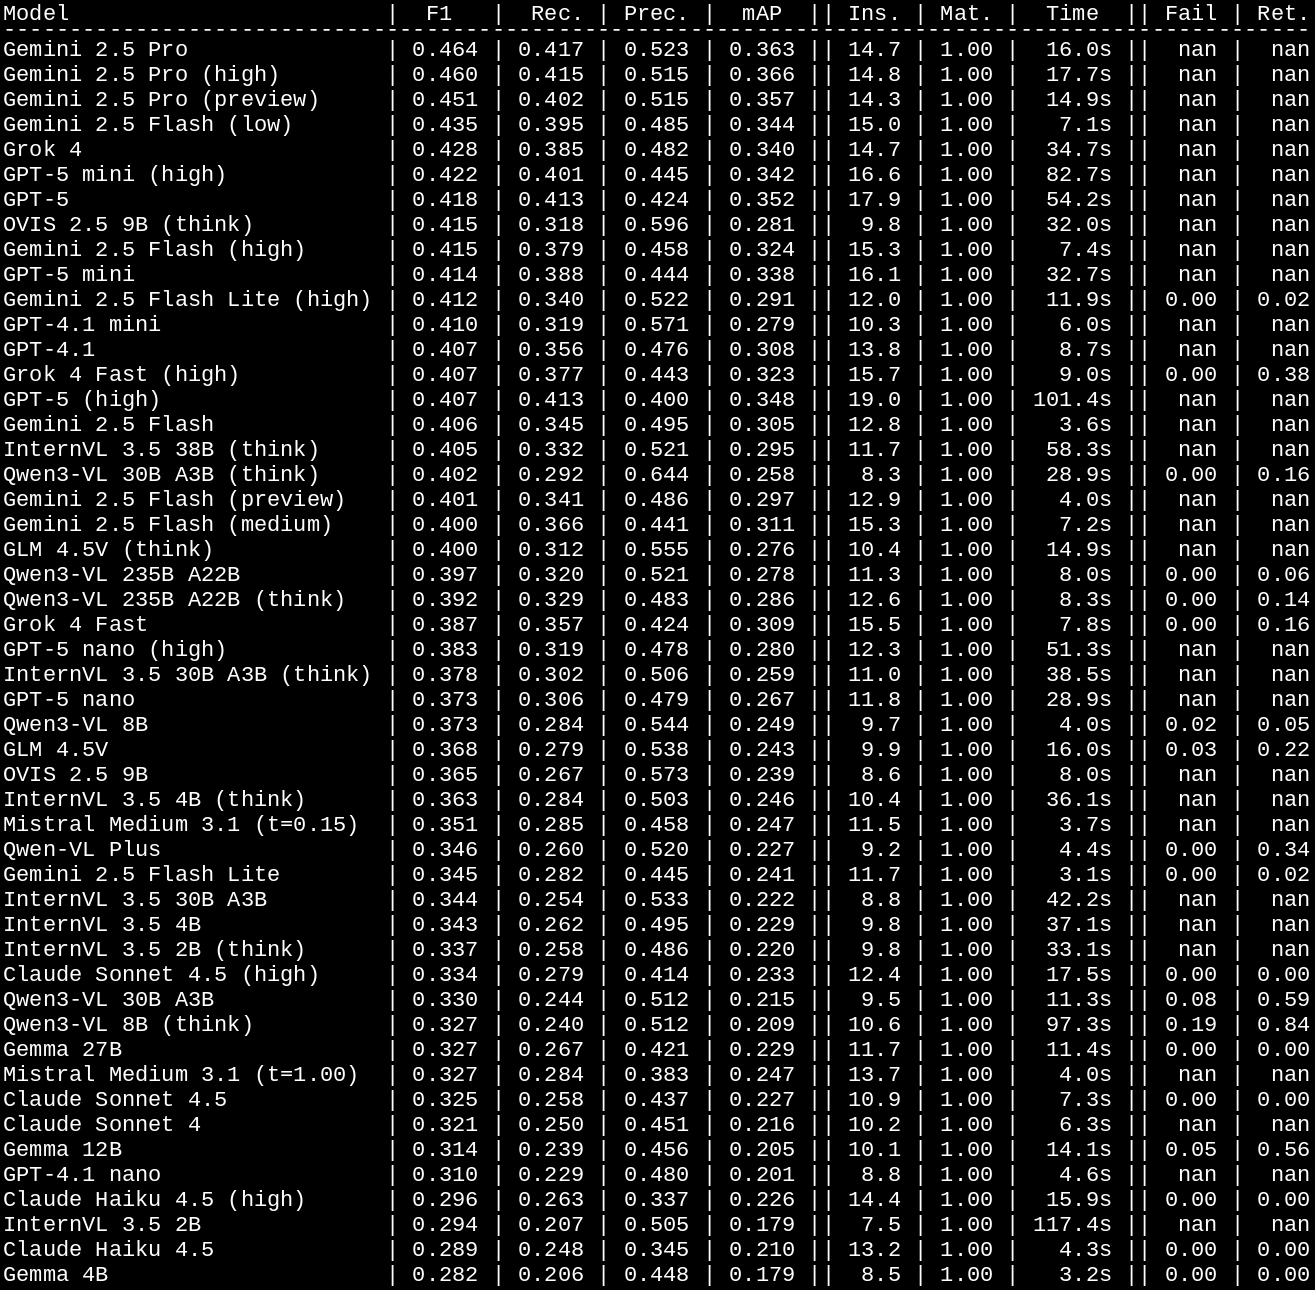 Model                        |  F1   |  Rec. | Prec. |  mAP  || Ins. | Mat. |  Time  || Fail | Ret.
---------------------------------------------------------------------------------------------------
Gemini 2.5 Pro               | 0.464 | 0.417 | 0.523 | 0.363 || 14.7 | 1.00 |  16.0s ||  nan |  nan
Gemini 2.5 Pro (high)        | 0.460 | 0.415 | 0.515 | 0.366 || 14.8 | 1.00 |  17.7s ||  nan |  nan
Gemini 2.5 Pro (preview)     | 0.451 | 0.402 | 0.515 | 0.357 || 14.3 | 1.00 |  14.9s ||  nan |  nan
Gemini 2.5 Flash (low)       | 0.435 | 0.395 | 0.485 | 0.344 || 15.0 | 1.00 |   7.1s ||  nan |  nan
Grok 4                       | 0.428 | 0.385 | 0.482 | 0.340 || 14.7 | 1.00 |  34.7s ||  nan |  nan
GPT-5 mini (high)            | 0.422 | 0.401 | 0.445 | 0.342 || 16.6 | 1.00 |  82.7s ||  nan |  nan
GPT-5                        | 0.418 | 0.413 | 0.424 | 0.352 || 17.9 | 1.00 |  54.2s ||  nan |  nan
OVIS 2.5 9B (think)          | 0.415 | 0.318 | 0.596 | 0.281 ||  9.8 | 1.00 |  32.0s ||  nan |  nan
Gemini 2.5 Flash (high)      | 0.415 | 0.379 | 0.458 | 0.324 || 15.3 | 1.00 |   7.4s ||  nan |  nan
GPT-5 mini                   | 0.414 | 0.388 | 0.444 | 0.338 || 16.1 | 1.00 |  32.7s ||  nan |  nan
Gemini 2.5 Flash Lite (high) | 0.412 | 0.340 | 0.522 | 0.291 || 12.0 | 1.00 |  11.9s || 0.00 | 0.02
GPT-4.1 mini                 | 0.410 | 0.319 | 0.571 | 0.279 || 10.3 | 1.00 |   6.0s ||  nan |  nan
GPT-4.1                      | 0.407 | 0.356 | 0.476 | 0.308 || 13.8 | 1.00 |   8.7s ||  nan |  nan
Grok 4 Fast (high)           | 0.407 | 0.377 | 0.443 | 0.323 || 15.7 | 1.00 |   9.0s || 0.00 | 0.38
GPT-5 (high)                 | 0.407 | 0.413 | 0.400 | 0.348 || 19.0 | 1.00 | 101.4s ||  nan |  nan
Gemini 2.5 Flash             | 0.406 | 0.345 | 0.495 | 0.305 || 12.8 | 1.00 |   3.6s ||  nan |  nan
InternVL 3.5 38B (think)     | 0.405 | 0.332 | 0.521 | 0.295 || 11.7 | 1.00 |  58.3s ||  nan |  nan
Qwen3-VL 30B A3B (think)     | 0.402 | 0.292 | 0.644 | 0.258 ||  8.3 | 1.00 |  28.9s || 0.00 | 0.16
Gemini 2.5 Flash (preview)   | 0.401 | 0.341 | 0.486 | 0.297 || 12.9 | 1.00 |   4.0s ||  nan |  nan
Gemini 2.5 Flash (medium)    | 0.400 | 0.366 | 0.441 | 0.311 || 15.3 | 1.00 |   7.2s ||  nan |  nan
GLM 4.5V (think)             | 0.400 | 0.312 | 0.555 | 0.276 || 10.4 | 1.00 |  14.9s ||  nan |  nan
Qwen3-VL 235B A22B           | 0.397 | 0.320 | 0.521 | 0.278 || 11.3 | 1.00 |   8.0s || 0.00 | 0.06
Qwen3-VL 235B A22B (think)   | 0.392 | 0.329 | 0.483 | 0.286 || 12.6 | 1.00 |   8.3s || 0.00 | 0.14
Grok 4 Fast                  | 0.387 | 0.357 | 0.424 | 0.309 || 15.5 | 1.00 |   7.8s || 0.00 | 0.16
GPT-5 nano (high)            | 0.383 | 0.319 | 0.478 | 0.280 || 12.3 | 1.00 |  51.3s ||  nan |  nan
InternVL 3.5 30B A3B (think) | 0.378 | 0.302 | 0.506 | 0.259 || 11.0 | 1.00 |  38.5s ||  nan |  nan
GPT-5 nano                   | 0.373 | 0.306 | 0.479 | 0.267 || 11.8 | 1.00 |  28.9s ||  nan |  nan
Qwen3-VL 8B                  | 0.373 | 0.284 | 0.544 | 0.249 ||  9.7 | 1.00 |   4.0s || 0.02 | 0.05
GLM 4.5V                     | 0.368 | 0.279 | 0.538 | 0.243 ||  9.9 | 1.00 |  16.0s || 0.03 | 0.22
OVIS 2.5 9B                  | 0.365 | 0.267 | 0.573 | 0.239 ||  8.6 | 1.00 |   8.0s ||  nan |  nan
InternVL 3.5 4B (think)      | 0.363 | 0.284 | 0.503 | 0.246 || 10.4 | 1.00 |  36.1s ||  nan |  nan
Mistral Medium 3.1 (t=0.15)  | 0.351 | 0.285 | 0.458 | 0.247 || 11.5 | 1.00 |   3.7s ||  nan |  nan
Qwen-VL Plus                 | 0.346 | 0.260 | 0.520 | 0.227 ||  9.2 | 1.00 |   4.4s || 0.00 | 0.34
Gemini 2.5 Flash Lite        | 0.345 | 0.282 | 0.445 | 0.241 || 11.7 | 1.00 |   3.1s || 0.00 | 0.02
InternVL 3.5 30B A3B         | 0.344 | 0.254 | 0.533 | 0.222 ||  8.8 | 1.00 |  42.2s ||  nan |  nan
InternVL 3.5 4B              | 0.343 | 0.262 | 0.495 | 0.229 ||  9.8 | 1.00 |  37.1s ||  nan |  nan
InternVL 3.5 2B (think)      | 0.337 | 0.258 | 0.486 | 0.220 ||  9.8 | 1.00 |  33.1s ||  nan |  nan
Claude Sonnet 4.5 (high)     | 0.334 | 0.279 | 0.414 | 0.233 || 12.4 | 1.00 |  17.5s || 0.00 | 0.00
Qwen3-VL 30B A3B             | 0.330 | 0.244 | 0.512 | 0.215 ||  9.5 | 1.00 |  11.3s || 0.08 | 0.59
Qwen3-VL 8B (think)          | 0.327 | 0.240 | 0.512 | 0.209 || 10.6 | 1.00 |  97.3s || 0.19 | 0.84
Gemma 27B                    | 0.327 | 0.267 | 0.421 | 0.229 || 11.7 | 1.00 |  11.4s || 0.00 | 0.00
Mistral Medium 3.1 (t=1.00)  | 0.327 | 0.284 | 0.383 | 0.247 || 13.7 | 1.00 |   4.0s ||  nan |  nan
Claude Sonnet 4.5            | 0.325 | 0.258 | 0.437 | 0.227 || 10.9 | 1.00 |   7.3s || 0.00 | 0.00
Claude Sonnet 4              | 0.321 | 0.250 | 0.451 | 0.216 || 10.2 | 1.00 |   6.3s ||  nan |  nan
Gemma 12B                    | 0.314 | 0.239 | 0.456 | 0.205 || 10.1 | 1.00 |  14.1s || 0.05 | 0.56
GPT-4.1 nano                 | 0.310 | 0.229 | 0.480 | 0.201 ||  8.8 | 1.00 |   4.6s ||  nan |  nan
Claude Haiku 4.5 (high)      | 0.296 | 0.263 | 0.337 | 0.226 || 14.4 | 1.00 |  15.9s || 0.00 | 0.00
InternVL 3.5 2B              | 0.294 | 0.207 | 0.505 | 0.179 ||  7.5 | 1.00 | 117.4s ||  nan |  nan
Claude Haiku 4.5             | 0.289 | 0.248 | 0.345 | 0.210 || 13.2 | 1.00 |   4.3s || 0.00 | 0.00
Gemma 4B                     | 0.282 | 0.206 | 0.448 | 0.179 ||  8.5 | 1.00 |   3.2s || 0.00 | 0.00